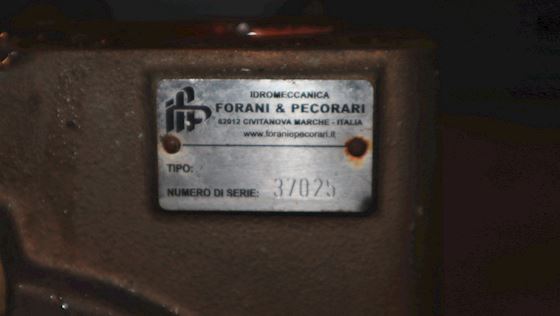 IDROMECCANICA
FORANI & PECORARI
62012 CIVITANOVA MARCHE - ITALIA
www.foraniepecorari.it
TIPO:
NUMERO DI SERIE: 37025